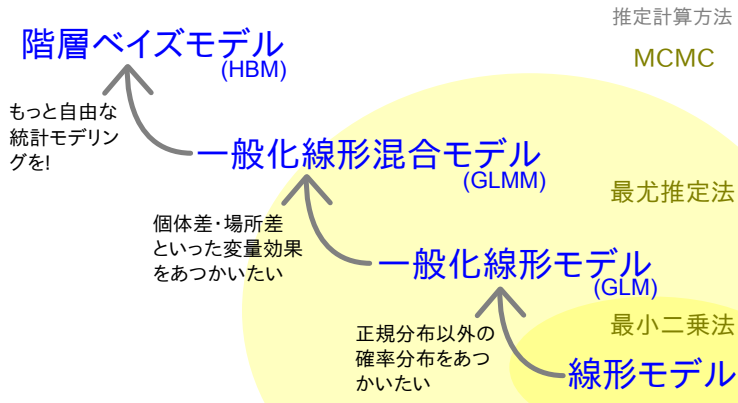 推定計算方法
階層ベイズモデル
(HBM)
MCMC
もっと自由な
統計モデリン
グを!
一般化線形混合モデル
(GLMM)
最尤推定法
個体差・場所差
といった変量効果
をあつかいたい
一般化線形モデル
(GLM)
最小二乗法
正規分布以外の
確率分布をあつ
かいたい
線形モデル